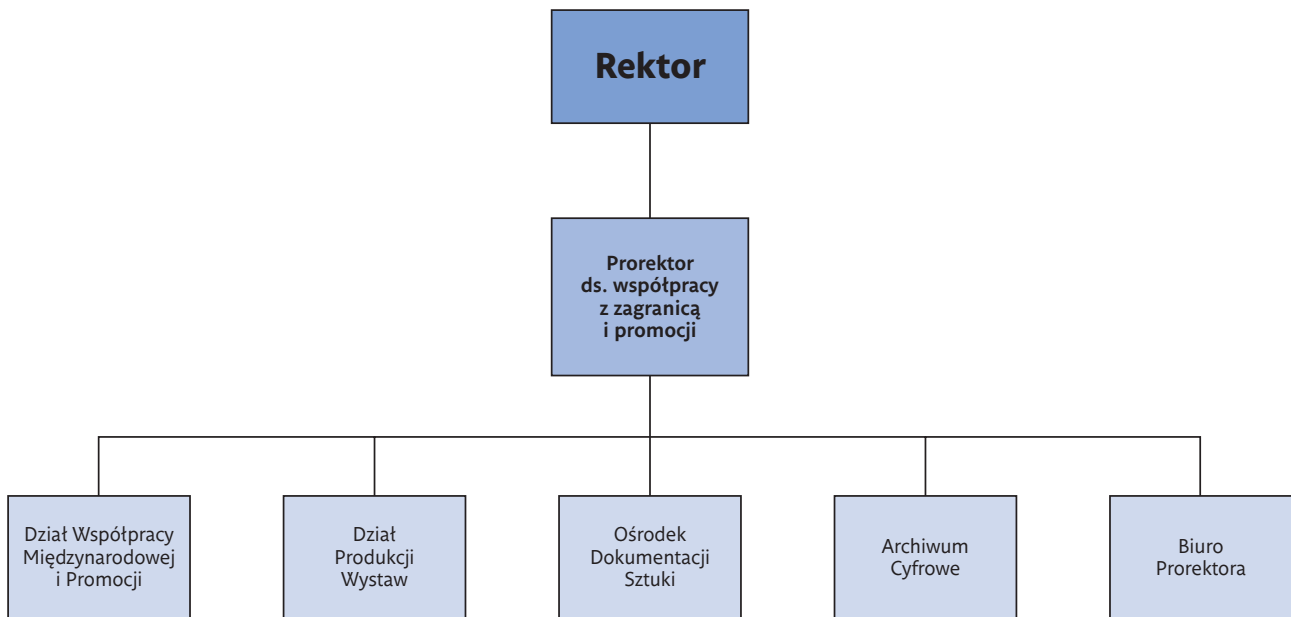 Rektor
Prorektor
ds. współpracy
z zagranicą
i promocji
Dział Współpracy
Międzynarodowej
i Promocji
Dział
Produkcji
Wystaw
Ośrodek
Dokumentacji
Sztuki
Archiwum
Cyfrowe
Biuro
Prorektora